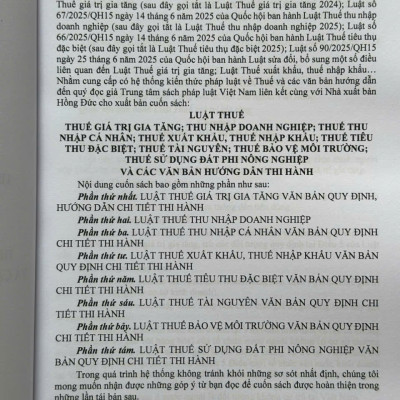 Thuế giá trị gia tăng (sau đây gọi tắt là Luật Thuế giá trị gia tăng 2024); Luật số
67/2025/QH15 ngày 14 tháng 6 năm 2025 của Quốc hội ban hành Luật Thuế thu nhập
doanh nghiệp (sau đây gọi tắt là Luật Thuế thu nhập doanh nghiệp 2025); Luật số
66/2025/QH15 ngày 14 tháng 6 năm 2025 của Quốc hội ban hành Luật Thuế tiêu thụ
đặc biệt (sau đây gọi tắt là Luật Thuế tiêu thụ đặc biệt 2025); Luật số 90/2025/QH15
ngày 25 tháng 6 năm 2025 của Quốc hội ban hành Luật sửa đổi, bổ sung một số điều
liên quan đến Luật Thuế giá trị gia tăng; Luật Thuế xuất khẩu, thuế nhập khẩu…
Nhằm cung cấp có hệ thống kiến thức pháp luật về Thuế và các văn bản hướng dẫn
đến quý đọc giả Trung tâm sách pháp luật Việt Nam liên kết cùng với Nhà xuất bản
Hồng Đức cho xuất bản cuốn sách:
LUẬT THUẾ
THUẾ GIÁ TRỊ GIA TĂNG; THU NHẬP DOANH NGHIỆP; THUẾ THU
NHẬP CÁ NHÂN; THUẾ XUẤT KHẨU, THUẾ NHẬP KHẨU; THUẾ TIÊU
THỤ ĐẶC BIỆT; THUẾ TÀI NGUYÊN; THUẾ BẢO VỆ MÔI TRƯỜNG;
THUẾ SỬ DỤNG ĐẤT PHI NÔNG NGHIỆP
VÀ CÁC VĂN BẢN HƯỚNG DẪN THI HÀNH
Nội dung cuốn sách bao gồm những phần như sau:
Phần thứ nhất. LUẬT THUẾ GIÁ TRỊ GIA TĂNG VĂN BẢN QUY ĐỊNH,
HƯỚNG DẪN CHI TIẾT THI HÀNH
Phần thứ hai. LUẬT THUẾ THU NHẬP DOANH NGHIỆP
Phần thứ ba. LUẬT THUẾ THU NHẬP CÁ NHÂN VĂN BẢN QUY ĐỊNH
CHI TIẾT THI HÀNH
Phần thứ tư. LUẬT THUẾ XUẤT KHẨU, THUẾ NHẬP KHẨU VĂN BẢN
QUY ĐỊNH CHI TIẾT THI HÀNH
Phần thứ năm. LUẬT THUẾ TIÊU THỤ ĐẶC BIỆT VĂN BẢN QUY ĐỊNH
CHI TIẾT THI HÀNH
Phần thứ sáu. LUẬT THUẾ TÀI NGUYÊN VĂN BẢN QUY ĐỊNH CHI
TIẾT THI HÀNH
Phần thứ bảy. LUẬT THUẾ BẢO VỆ MÔI TRƯỜNG VĂN BẢN QUY ĐỊNH
CHI TIẾT THI HÀNH
Phần thứ tám. LUẬT THUẾ SỬ DỤNG ĐẤT PHI NÔNG NGHIỆP VĂN
BẢN QUY ĐỊNH CHI TIẾT THI HÀNH
Trong quá trình hệ thống không tránh khỏi những sơ sót nhất định, chúng tôi
mong muốn nhận được những góp ý từ bạn đọc để cuốn sách được hoàn thiện trong
những lần tái bản sau.